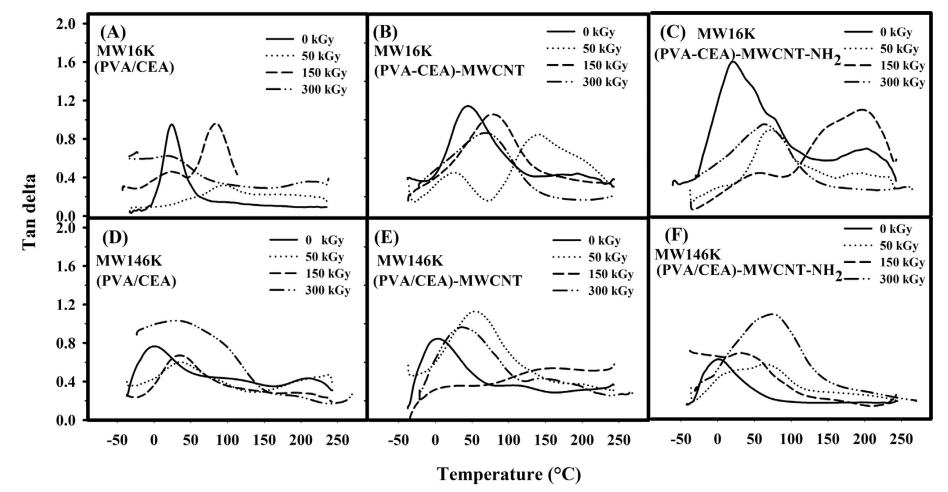 2.0
1.6
1.2
0.8
0.4
0.0
2.0
1.6
1.2
0.8
0.4
0.0
Tan delta
(A)
MW16K
(PVA/CEA)
0 kGy
50 kGy
150 kGy
300 kGy
(B)
MW16K
(PVA-CEA)-MWCNT
0 kGy
50 kGy
150 kGy
300 kGy
(C)
MW16K
(PVA-CEA)-MWCNT-NH2
0 kGy
50 kGy
150 kGy
300 kGy
(D)
MW146K
(PVA/CEA)
0 kGy
50 kGy
150 kGy
300 kGy
(E)
MW146K
(PVA/CEA)-MWCNT
0 kGy
50 kGy
150 kGy
300 kGy
(F)
MW146K
(PVA/CEA)-MWCNT-NH2
0 kGy
50 kGy
150 kGy
300 kGy
-50 0 50 100 150 200 250
-50 0 50 100 150 200 250
-50 0 50 100 150 200 250
Temperature (°C)